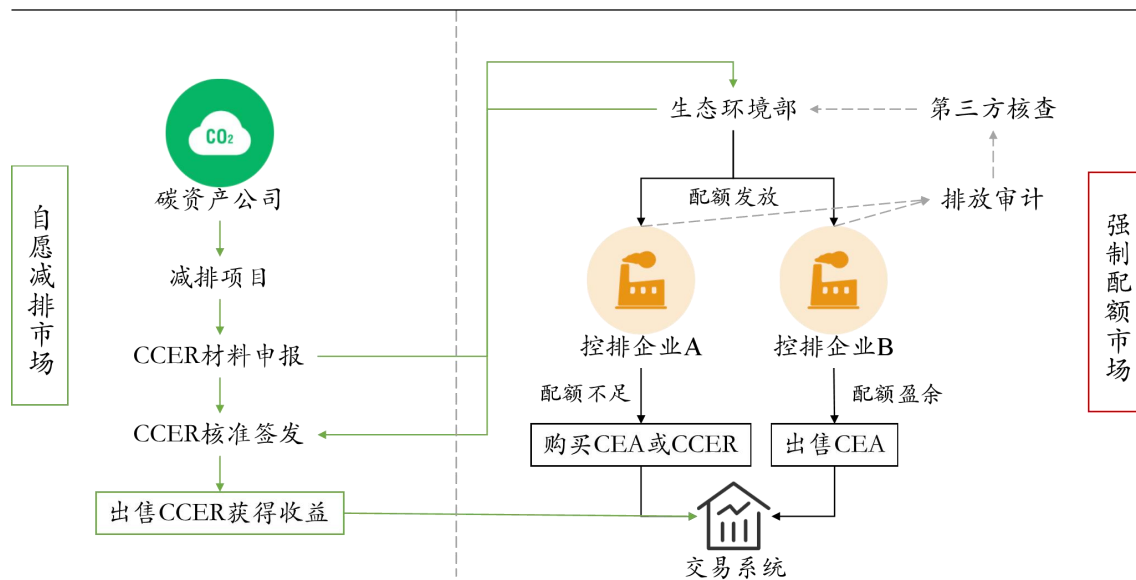 自愿减排市场
CO2
碳资产公司
减排项目
CCER材料申报
CCER核准签发
出售CCER获得收益
生态环境部
第三方核查
配额发放
排放审计
控排企业A
控排企业B
配额不足
配额盈余
购买CEA或CCER
出售CEA
交易系统
强制配额市场